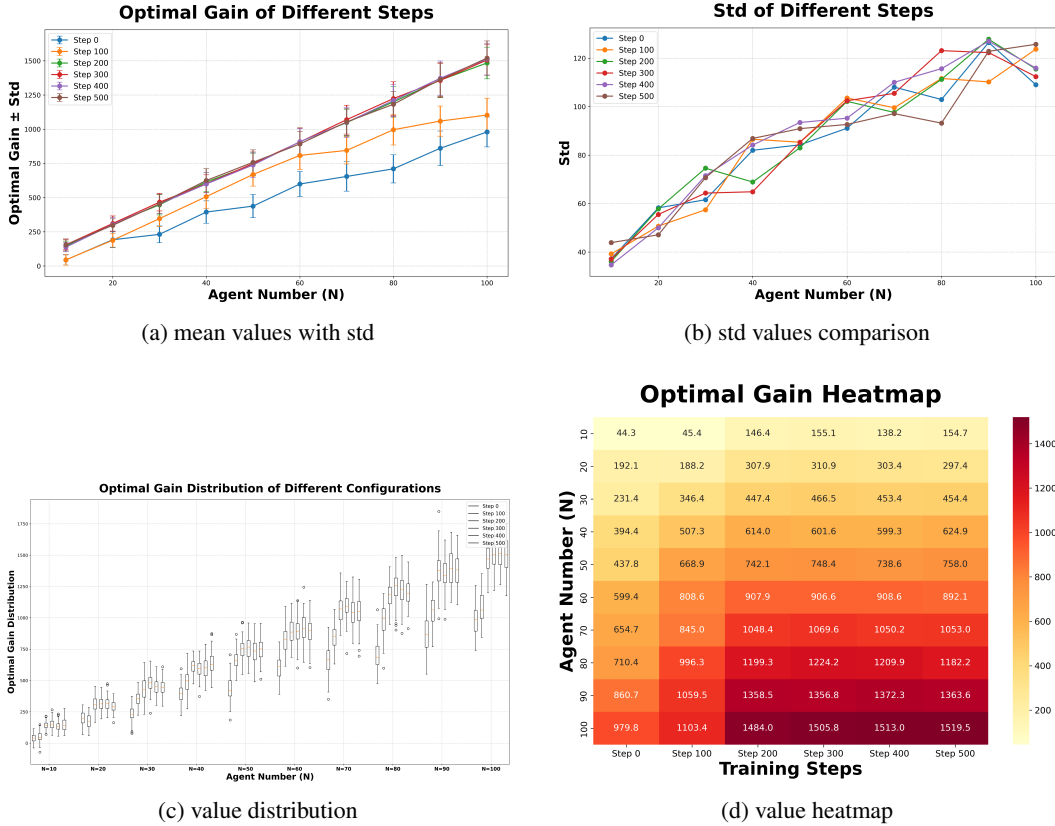 Optimal Gain of Different Steps
Optimal Gain ± Std
1500
1250
1000
750
500
250
0
Step 0
Step 100
Step 200
Step 300
Step 400
Step 500
20
40
60
80
100
Agent Number (N)
(a) mean values with std
Std of Different Steps
Std
120
100
80
60
40
Step 0
Step 100
Step 200
Step 300
Step 400
Step 500
20
40
60
80
100
Agent Number (N)
(b) std values comparison
Optimal Gain Distribution of Different Configurations
Optimal Gain Distribution
1750
1500
1250
1000
750
500
250
0
Step 0
Step 100
Step 200
Step 300
Step 400
Step 500
N=10 N=20 N=30 N=40 N=50 N=60 N=70 N=80 N=90 N=100
Agent Number (N)
(c) value distribution
Optimal Gain Heatmap
Agent Number (N)
10 44.3 45.4 146.4 155.1 138.2 154.7
20 192.1 188.2 307.9 310.9 303.4 297.4
30 231.4 346.4 447.4 466.5 453.4 454.4
40 394.4 507.3 614.0 601.6 599.3 624.9
50 437.8 668.9 742.1 748.4 738.6 758.0
60 599.4 808.6 907.9 906.6 908.6 892.1
70 654.7 845.0 1048.4 1069.6 1050.2 1053.0
80 710.4 996.3 1199.3 1224.2 1209.9 1182.2
90 860.7 1059.5 1358.5 1356.8 1372.3 1363.6
100 979.8 1103.4 1484.0 1505.8 1513.0 1519.5
Step 0 Step 100 Step 200 Step 300 Step 400 Step 500
Training Steps
1400
1200
1000
800
600
400
200
(d) value heatmap